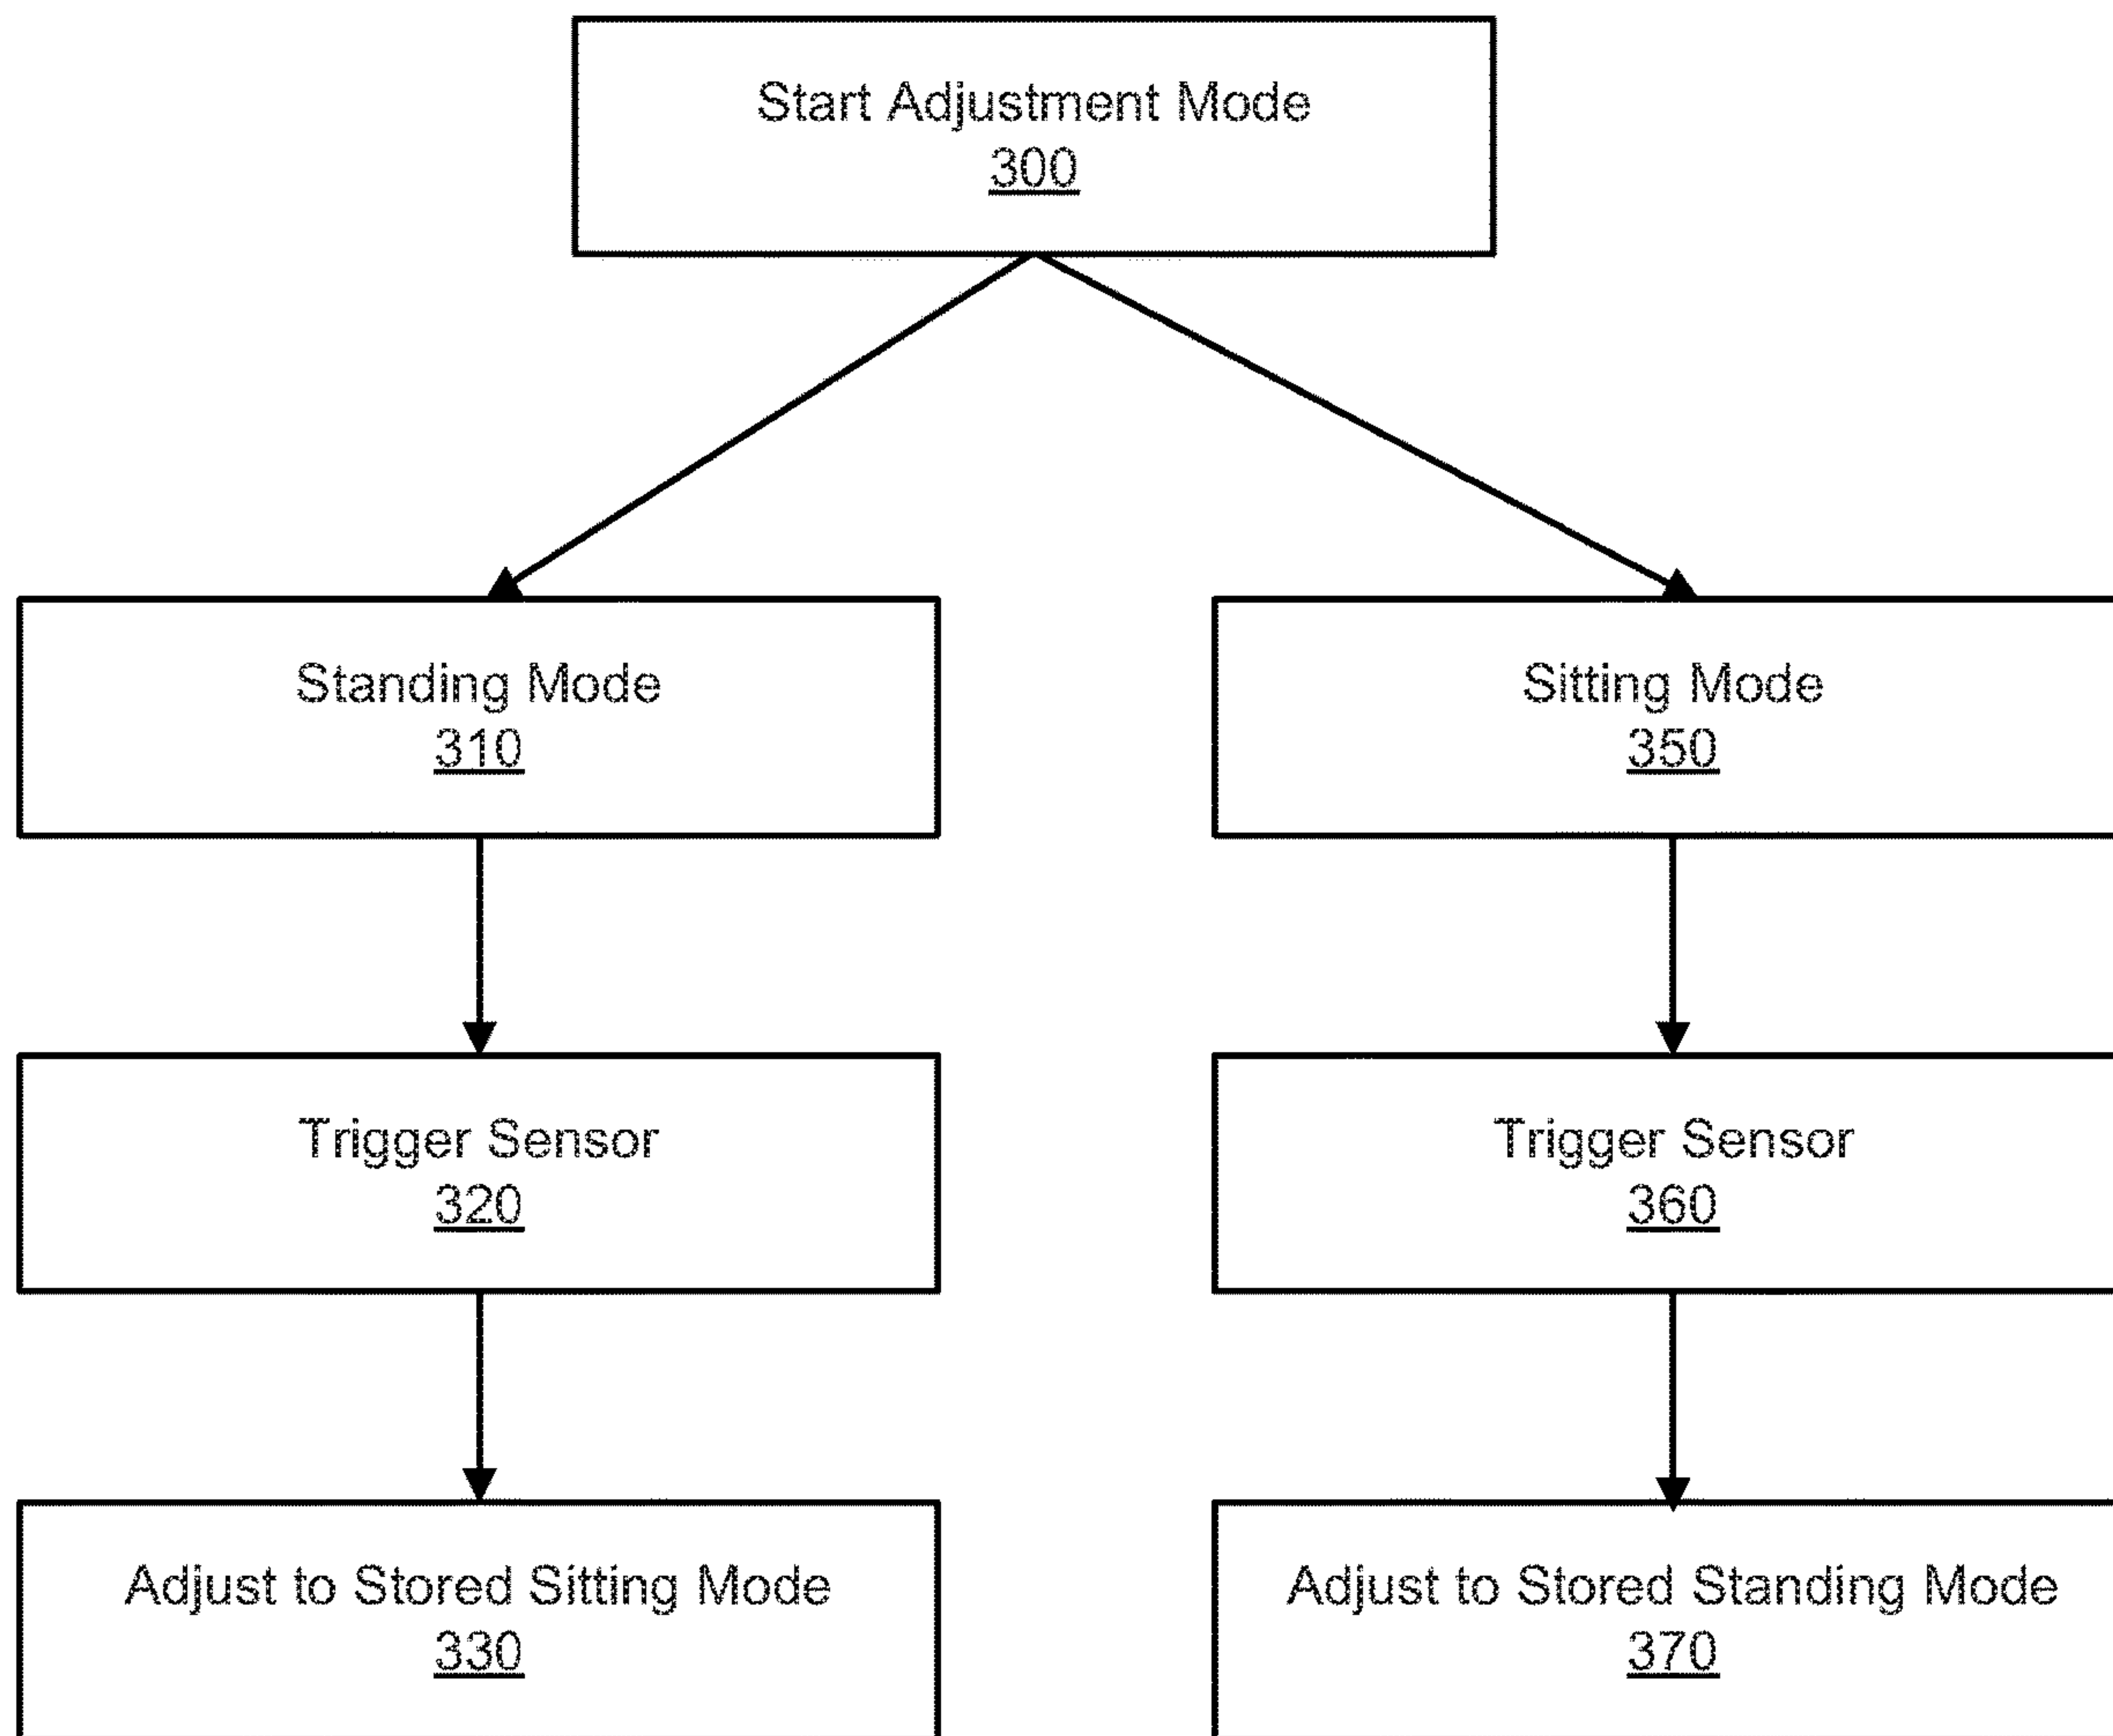 Start Adjustment Mode
300
Standing Mode
310
Sitting Mode
350
Trigger Sensor
320
Trigger Sensor
360
Adjust to Stored Sitting Mode
330
Adjust to Stored Standing Mode
370